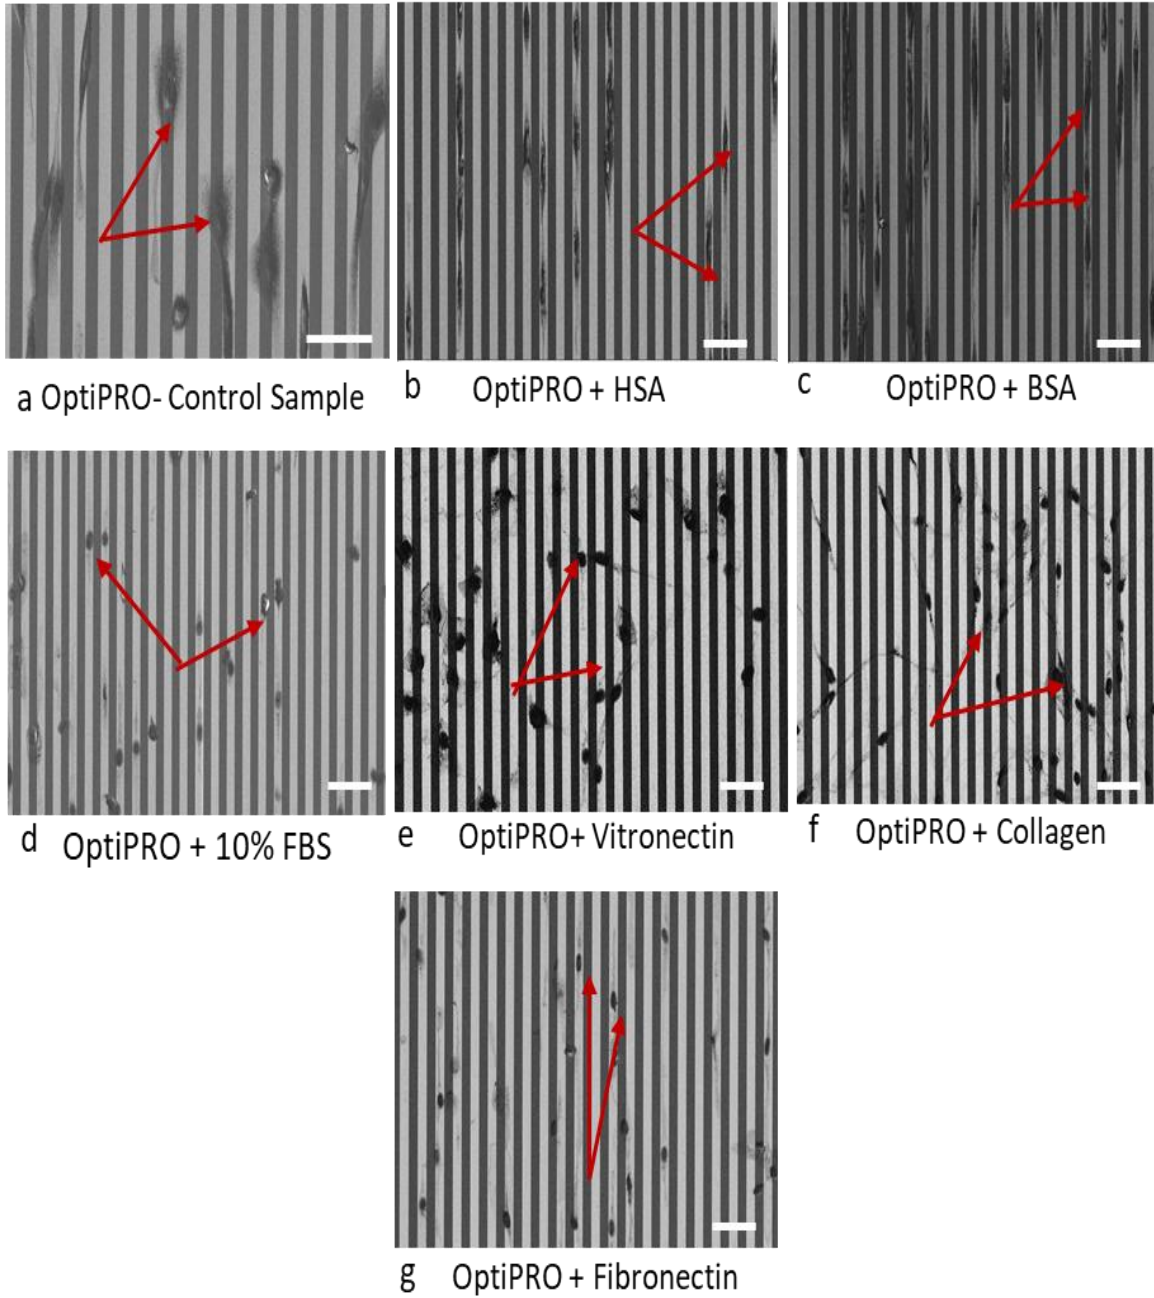 a OptiPRO- Control Sample
b OptiPRO + HSA
c OptiPRO + BSA
d OptiPRO + 10% FBS
e OptiPRO+ Vitronectin
f OptiPRO + Collagen
g OptiPRO + Fibronectin